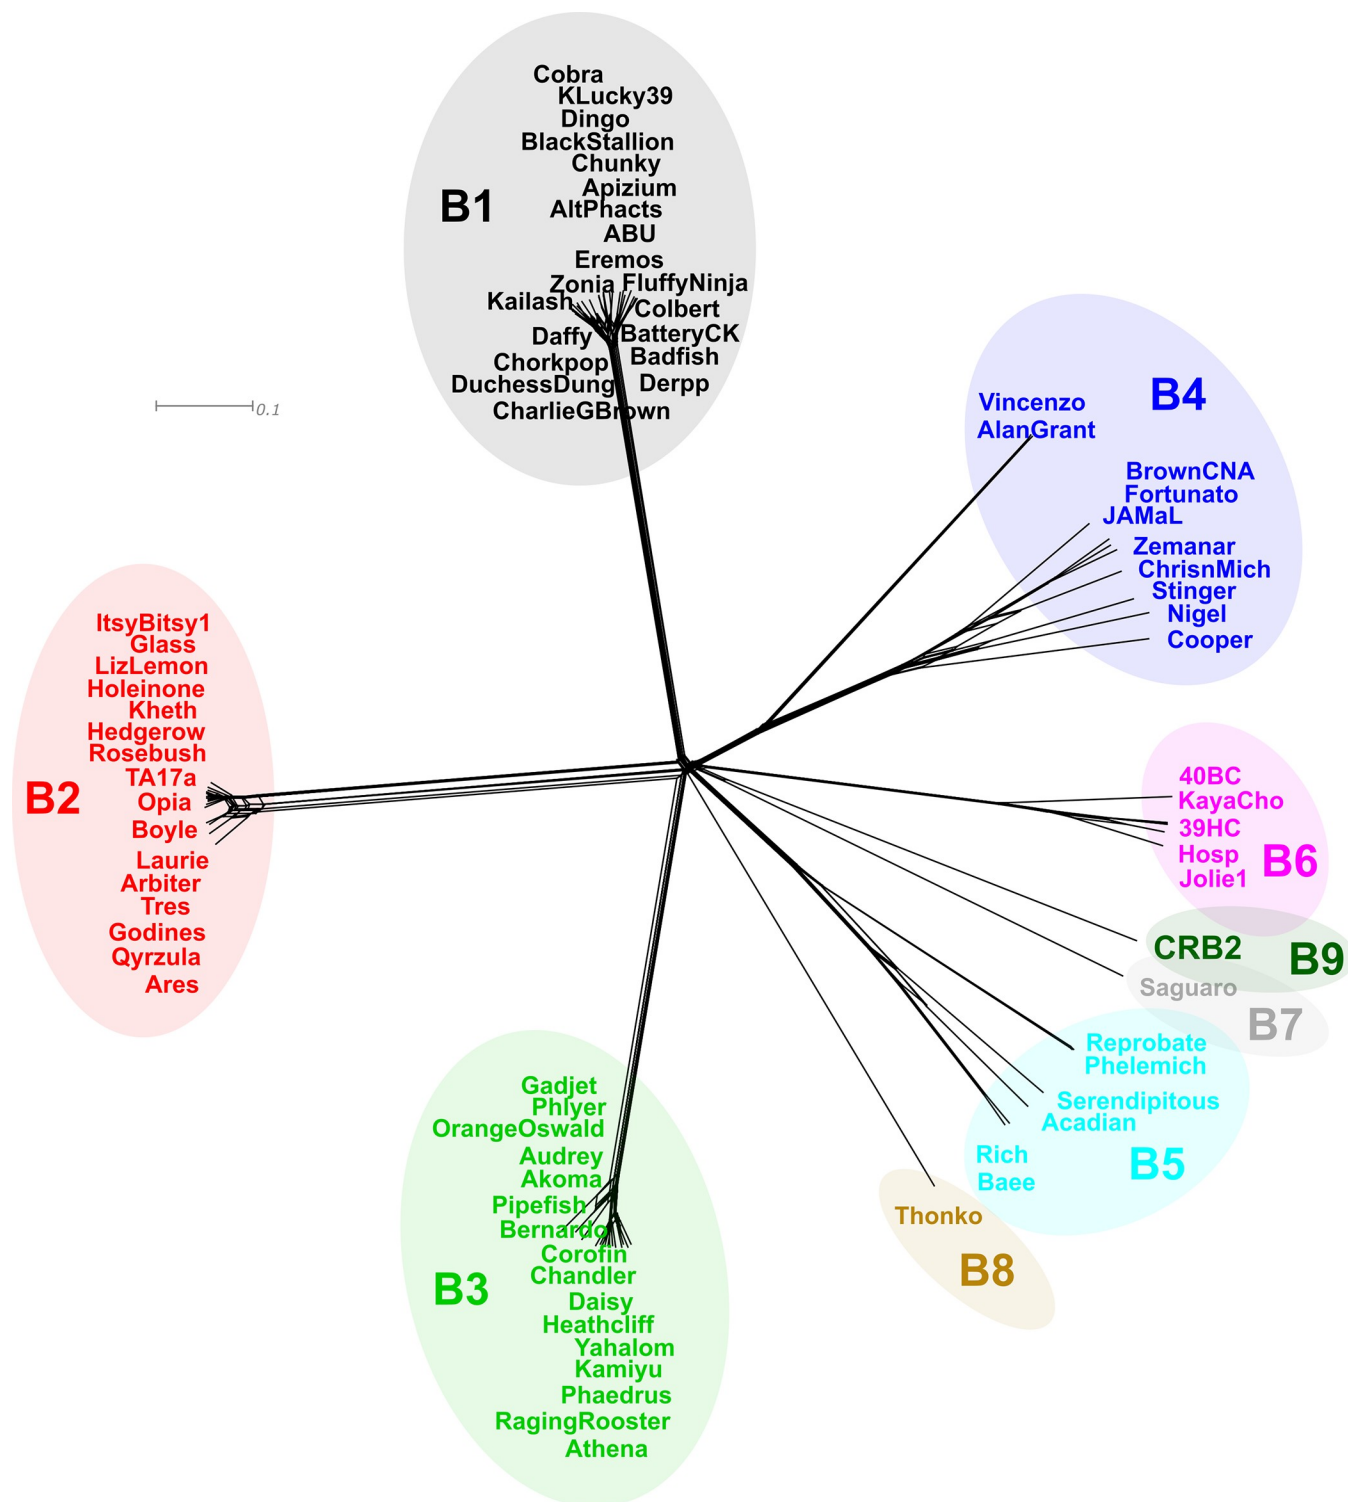 Cobra
KLucky39
Dingo
BlackStallion
Chunky
Apizium
B1
AltPhacts
ABU
Eremos
Zonia FluffyNinja
Kailash
Colbert
Daffy BatteryCK
Chorkpop Badfish
DuchessDung Derpp
CharlieGBrown
0.1
Vincenzo
B4
AlanGrant
BrownCNA
Fortunato
JAMaL
Zemanar
ChrisnMich
Stinger
Nigel
Cooper
ItsyBitsy1
Glass
LizLemon
Holeinone
Kheth
Hedgerow
Rosebush
TA17a
B2
Opia
Boyle
Laurie
Arbiter
Tres
Godines
Qyrzula
Ares
40BC
KayaCho
39HC
Hosp
B6
Jolie1
CRB2
B9
Saguaro
B7
Reprobate
Phelemich
Serendipitous
Acadian
Rich
B5
Baee
Thonko
B8
Gadjet
Phlyer
OrangeOswald
Audrey
Akoma
Pipefish
Bernardo
Corofin
Chandler
B3
Daisy
Heathcliff
Yahalom
Kamiyu
Phaedrus
RagingRooster
Athena